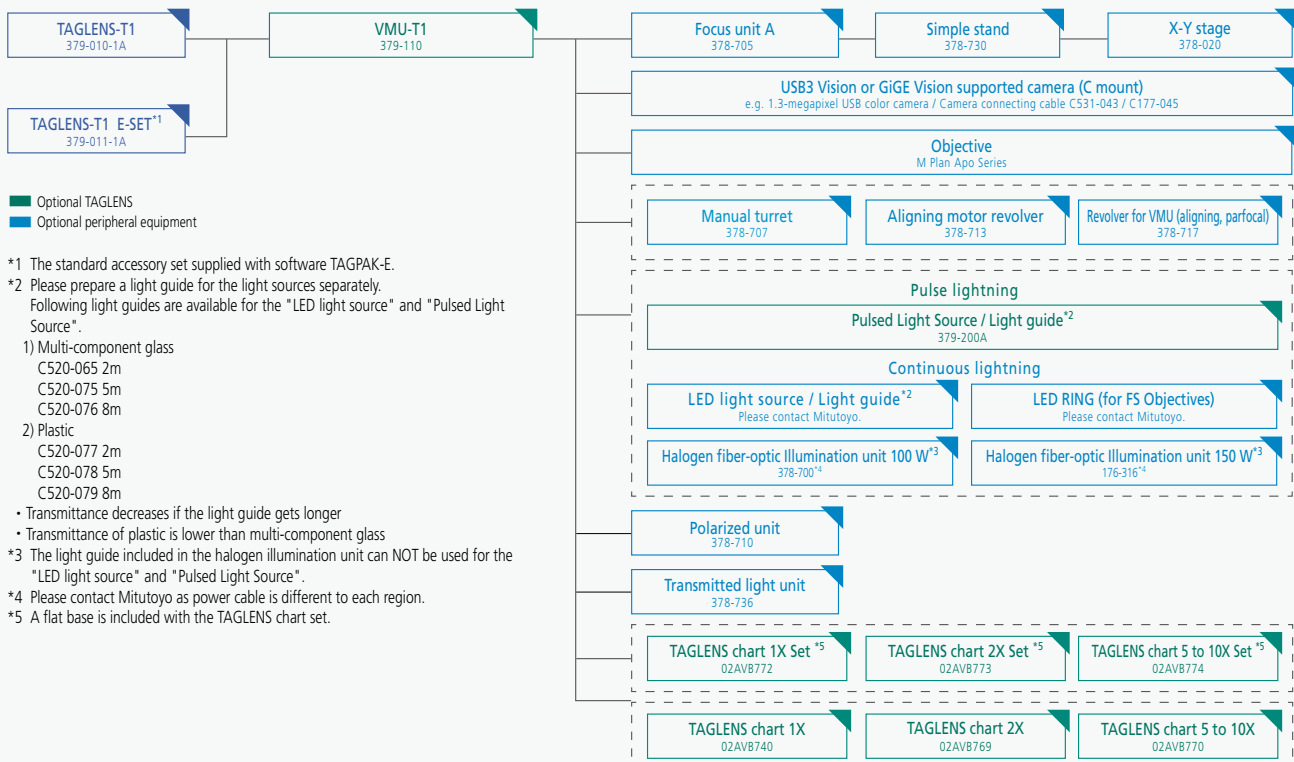 TAGLENS-T1
379-010-1A
VMU-T1
379-110
Focus unit A
378-705
Simple stand
378-730
X-Y stage
378-020
TAGLENS-T1 E-SET*1
379-011-1A
USB3 Vision or GiGE Vision supported camera (C mount)
e.g. 1.3-megapixel USB color camera / Camera connecting cable C531-043 / C177-045
Objective
M Plan Apo Series
Optional TAGLENS
Optional peripheral equipment
Manual turret
378-707
Aligning motor revolver
378-713
Revolver for VMU (aligning, parfocal)
378-717
*1 The standard accessory set supplied with software TAGPAK-E.
*2 Please prepare a light guide for the light sources separately.
Following light guides are available for the "LED light source" and "Pulsed Light
Source".
1) Multi-component glass
C520-065 2m
C520-075 5m
C520-076 8m
2) Plastic
C520-077 2m
C520-078 5m
C520-079 8m
・Transmittance decreases if the light guide gets longer
・Transmittance of plastic is lower than multi-component glass
*3 The light guide included in the halogen illumination unit can NOT be used for the
"LED light source" and "Pulsed Light Source".
*4 Please contact Mitutoyo as power cable is different to each region.
*5 A flat base is included with the TAGLENS chart set.
Pulse lightning
Pulsed Light Source / Light guide*2
379-200A
Continuous lightning
LED light source / Light guide*2
Please contact Mitutoyo.
LED RING (for FS Objectives)
Please contact Mitutoyo.
Halogen fiber-optic Illumination unit 100 W*3
378-700*4
Halogen fiber-optic Illumination unit 150 W*3
176-316*4
Polarized unit
378-710
Transmitted light unit
378-736
TAGLENS chart 1X Set *5
02AVB772
TAGLENS chart 2X Set *5
02AVB773
TAGLENS chart 5 to 10X Set *5
02AVB774
TAGLENS chart 1X
02AVB740
TAGLENS chart 2X
02AVB769
TAGLENS chart 5 to 10X
02AVB770